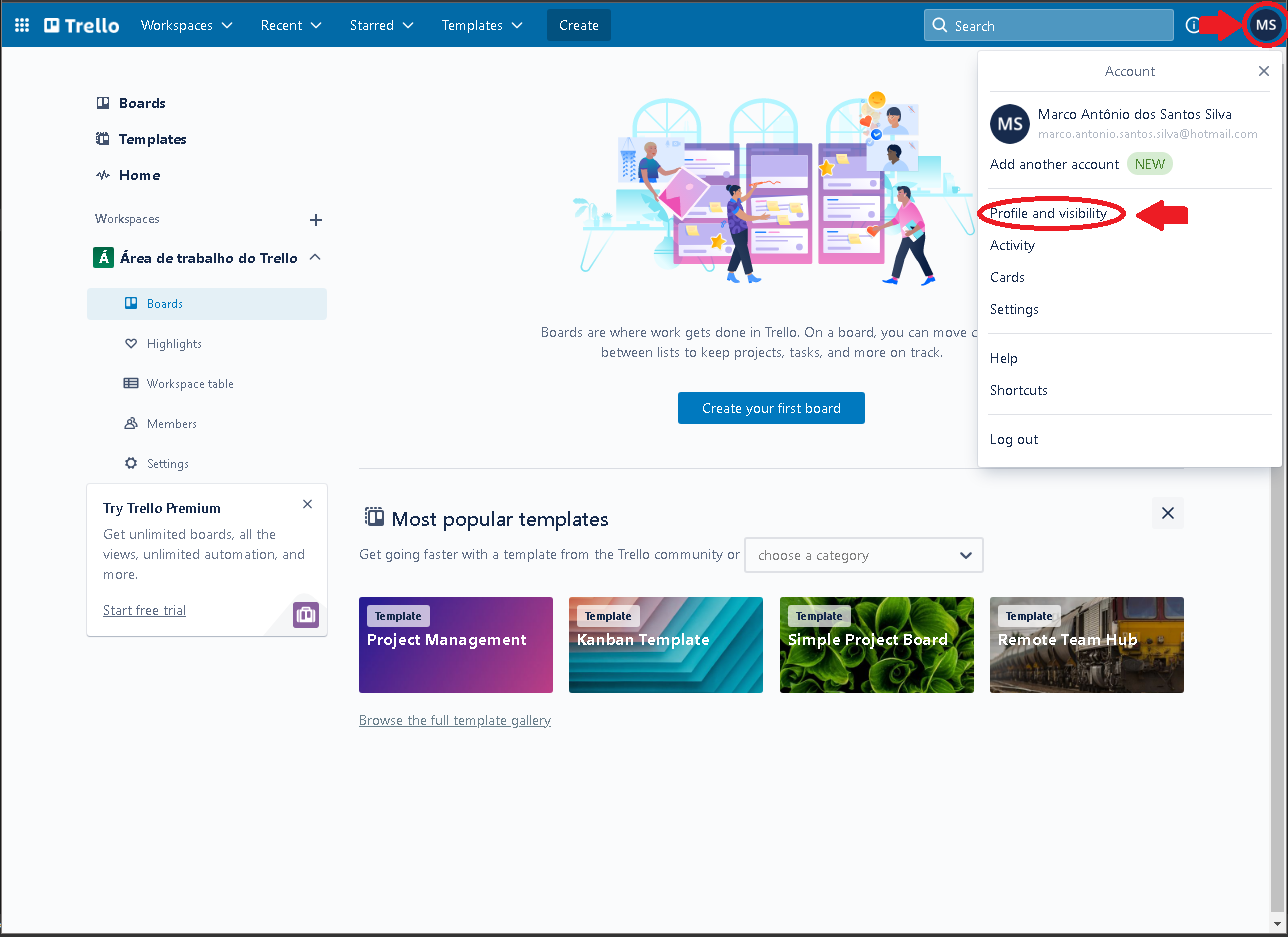 Trello
Workspaces
Recent
Starred
Templates
Create
Search
MS
Account
MS
Marco Antônio dos Santos Silva
marco.antonio.santos.silva@hotmail.com
Add another account NEW
Profile and visibility
Activity
Cards
Settings
Help
Shortcuts
Log out
Boards
Templates
Home
Workspaces
Á Área de trabalho do Trello
Boards
Highlights
Workspace table
Members
Settings
Try Trello Premium
Get unlimited boards, all the
views, unlimited automation, and
more.
Start free trial
Boards are where work gets done in Trello. On a board, you can move c
between lists to keep projects, tasks, and more on track.
Create your first board
Most popular templates
Get going faster with a template from the Trello community or choose a category
Template
Project Management
Template
Kanban Template
Template
Simple Project Board
Template
Remote Team Hub
Browse the full template gallery